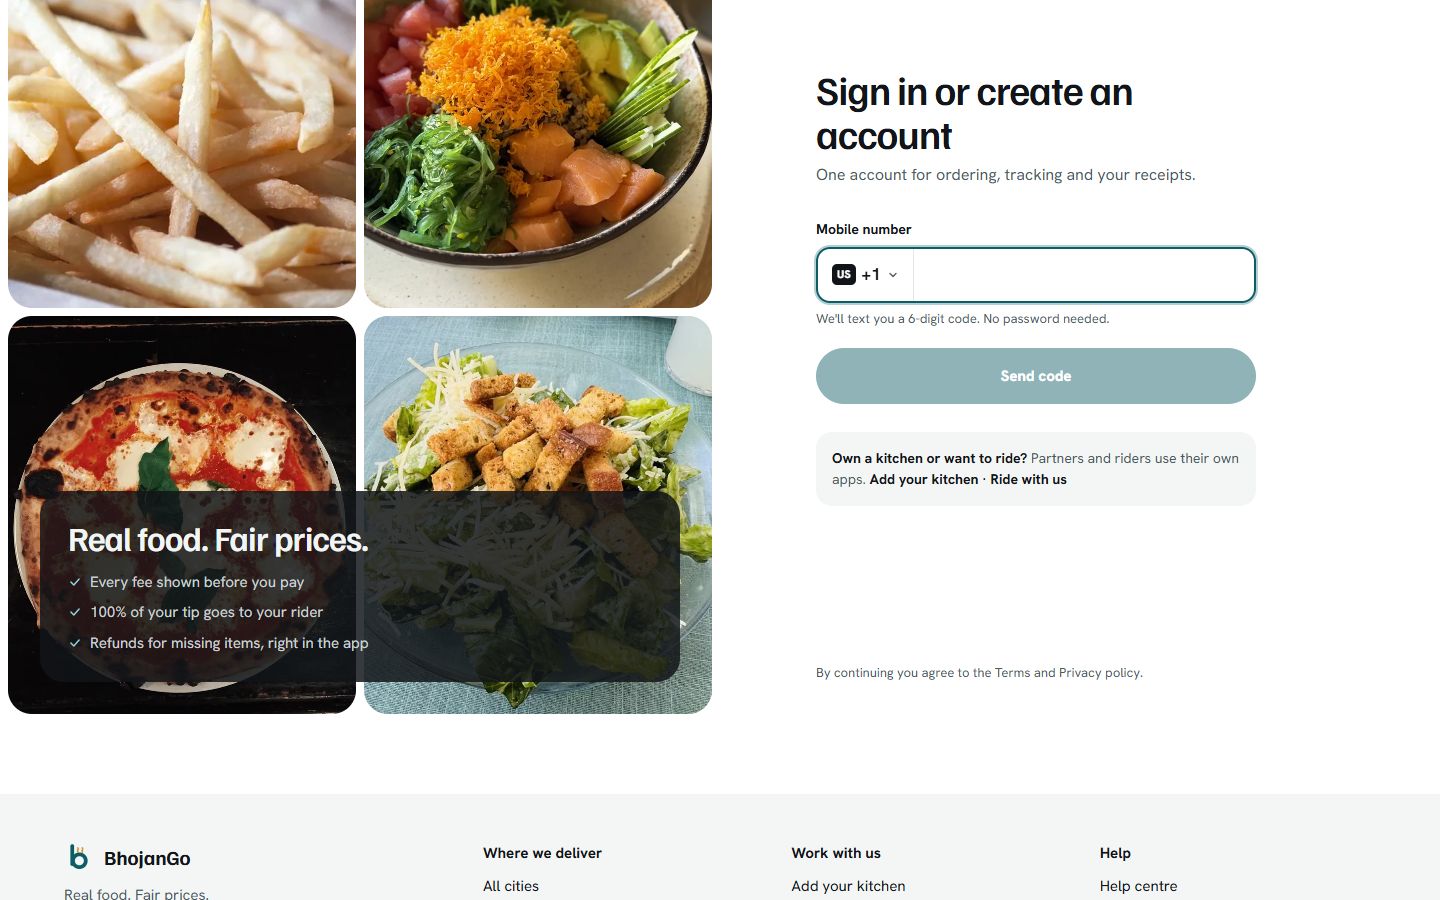 Sign in or create an
account
One account for ordering, tracking and your receipts.
Mobile number
US +1
We'll text you a 6-digit code. No password needed.
Send code
Own a kitchen or want to ride? Partners and riders use their own
apps. Add your kitchen · Ride with us
By continuing you agree to the Terms and Privacy policy.
Real food. Fair prices.
Every fee shown before you pay
100% of your tip goes to your rider
Refunds for missing items, right in the app
BhojanGo
Real food. Fair prices.
Where we deliver
All cities
Work with us
Add your kitchen
Help
Help centre